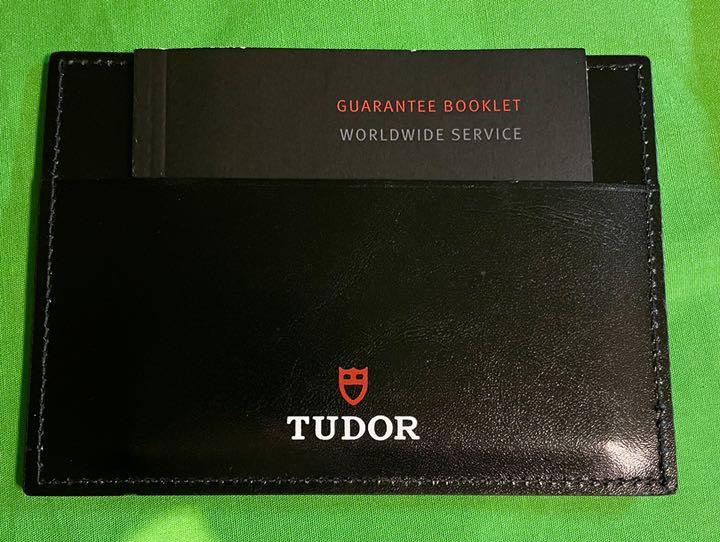 GUARANTEE BOOKLET
WORLDWIDE SERVICE
TUDOR